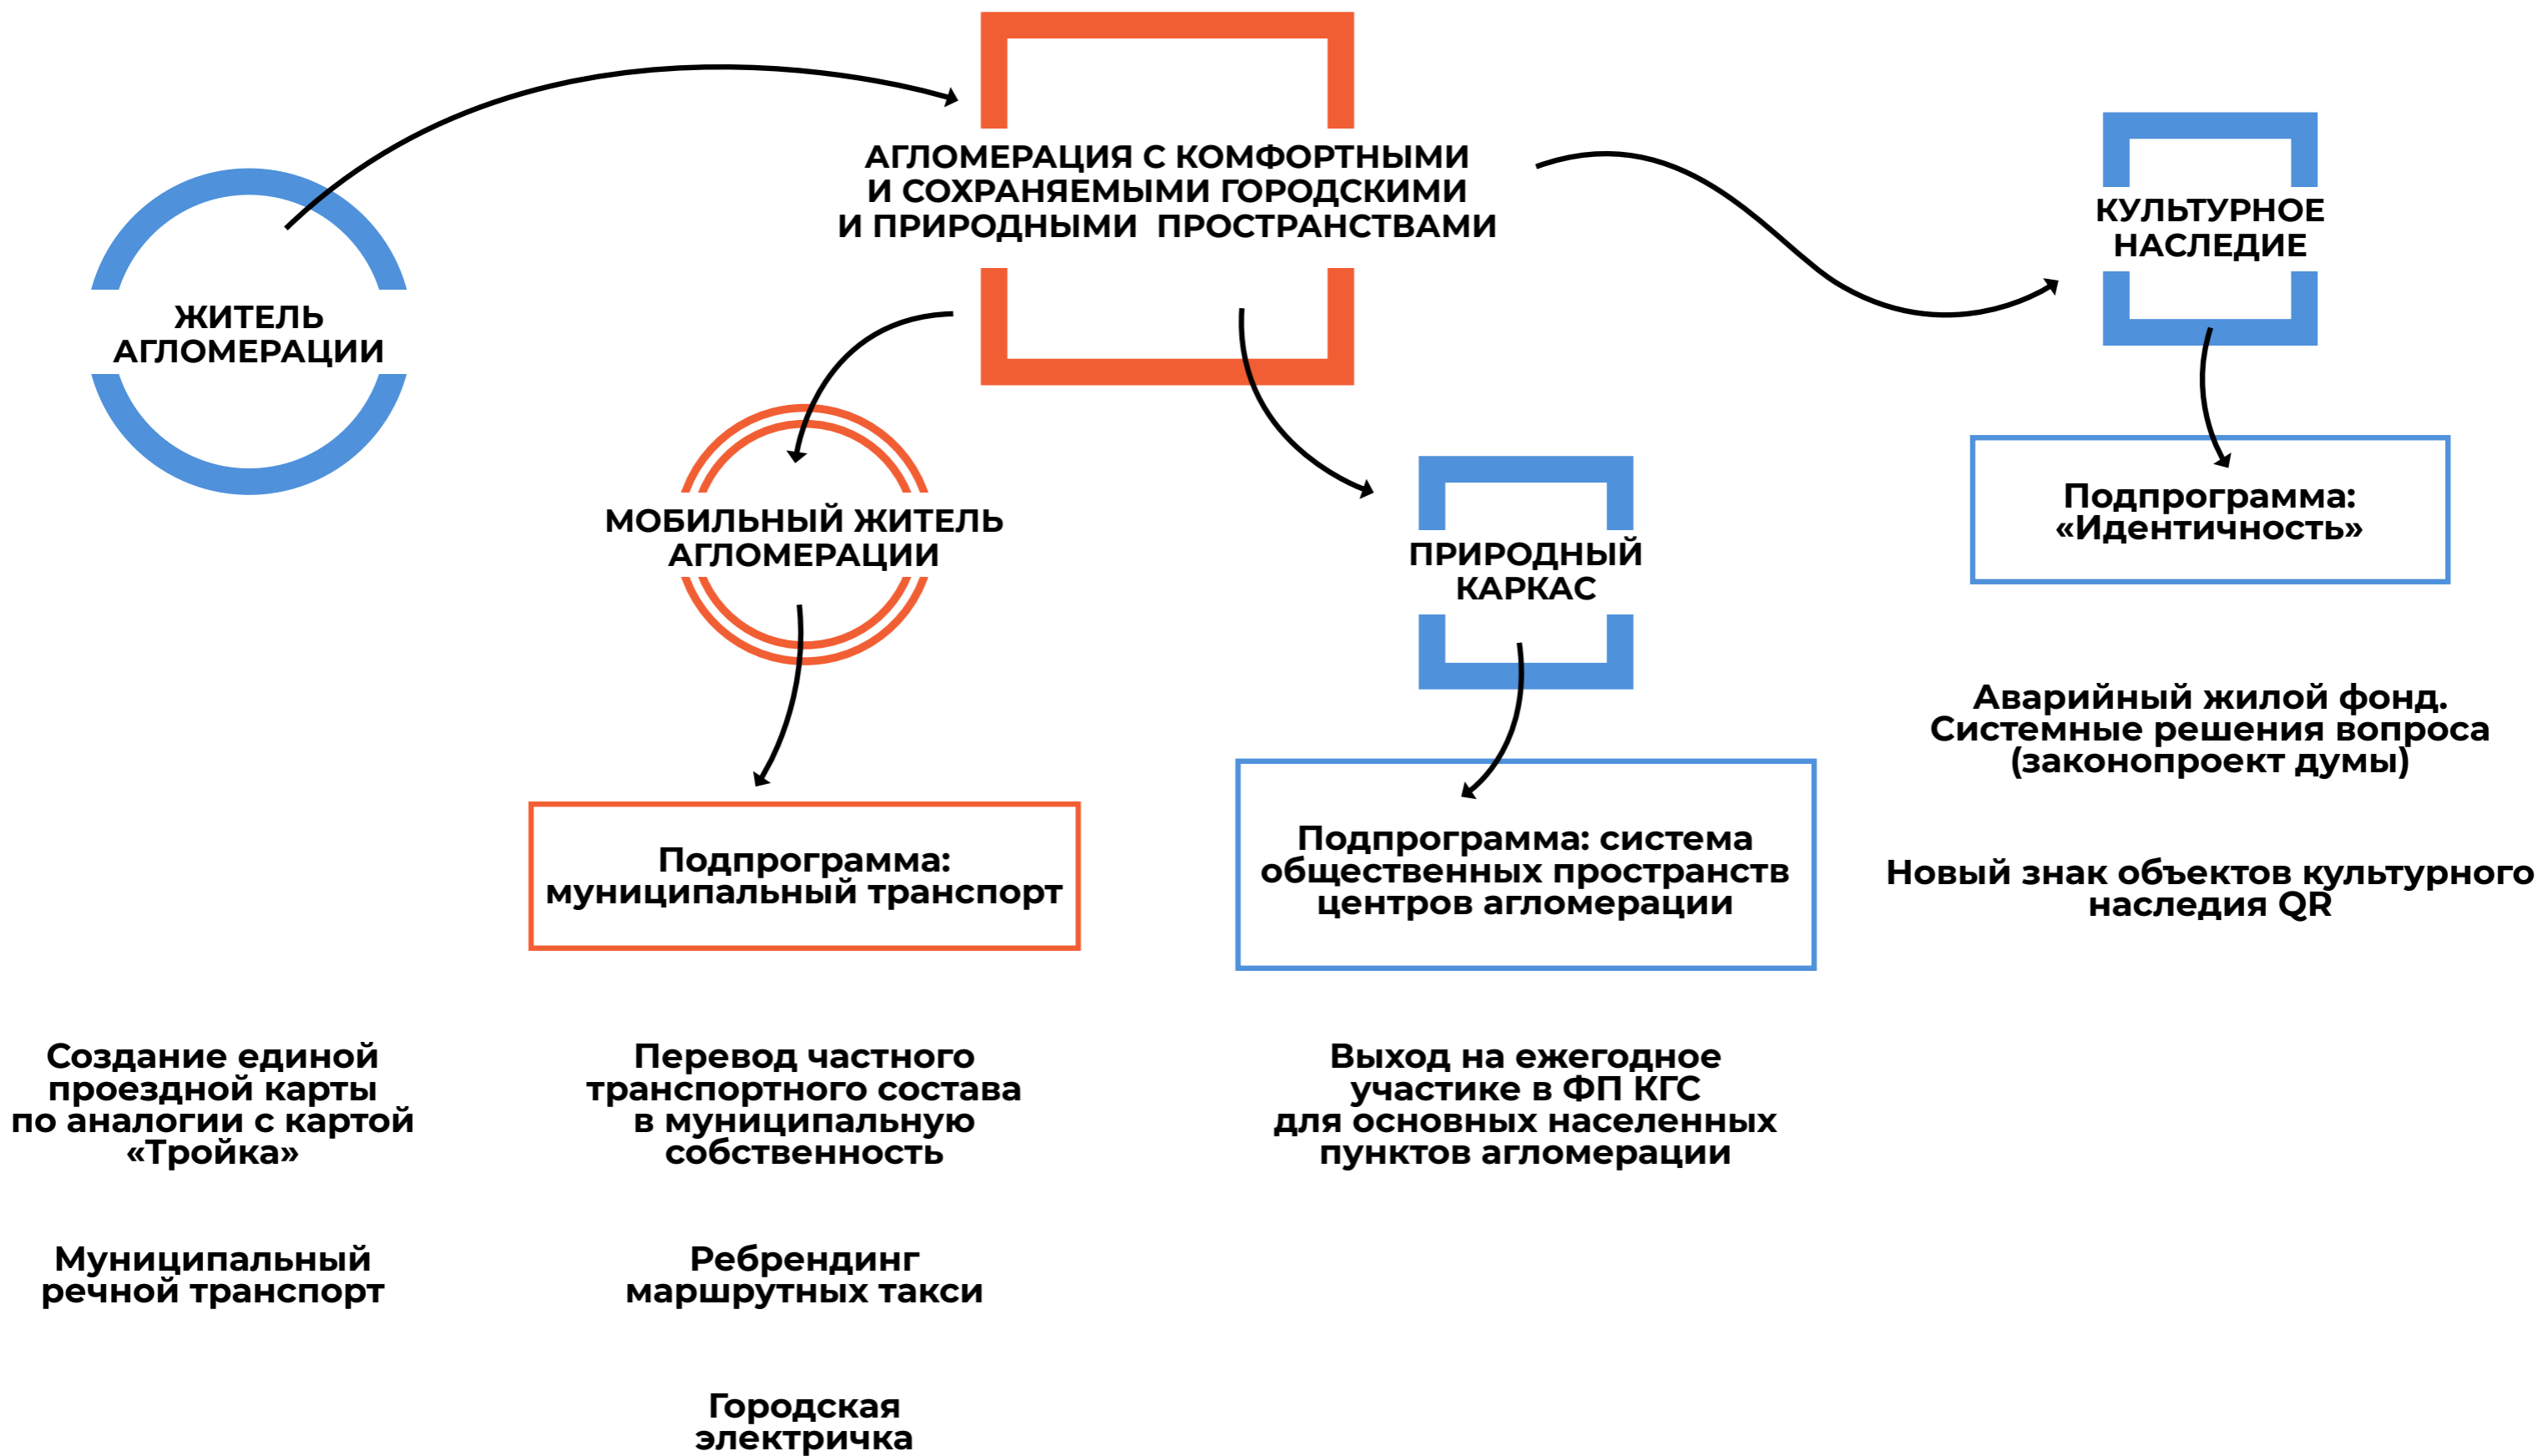 АГЛОМЕРАЦИЯ С КОМФОРТНЫМИ
И СОХРАНЯЕМЫМИ ГОРОДСКИМИ
И ПРИРОДНЫМИ ПРОСТРАНСТВАМИ
КУЛЬТУРНОЕ
НАСЛЕДИЕ
ЖИТЕЛЬ
АГЛОМЕРАЦИИ
МОБИЛЬНЫЙ ЖИТЕЛЬ
АГЛОМЕРАЦИИ
ПРИРОДНЫЙ
КАРКАС
Подпрограмма:
«Идентичность»
Аварийный жилой фонд.
Системные решения вопроса
(законопроект думы)
Новый знак объектов культурного
наследия QR
Подпрограмма:
муниципальный транспорт
Подпрограмма: система
общественных пространств
центров агломерации
Создание единой
проездной карты
по аналогии с картой
«Тройка»
Перевод частного
транспортного состава
в муниципальную
собственность
Выход на ежегодное
участике в ФП КГС
для основных населенных
пунктов агломерации
Муниципальный
речной транспорт
Ребрендинг
маршрутных такси
Городская
электричка